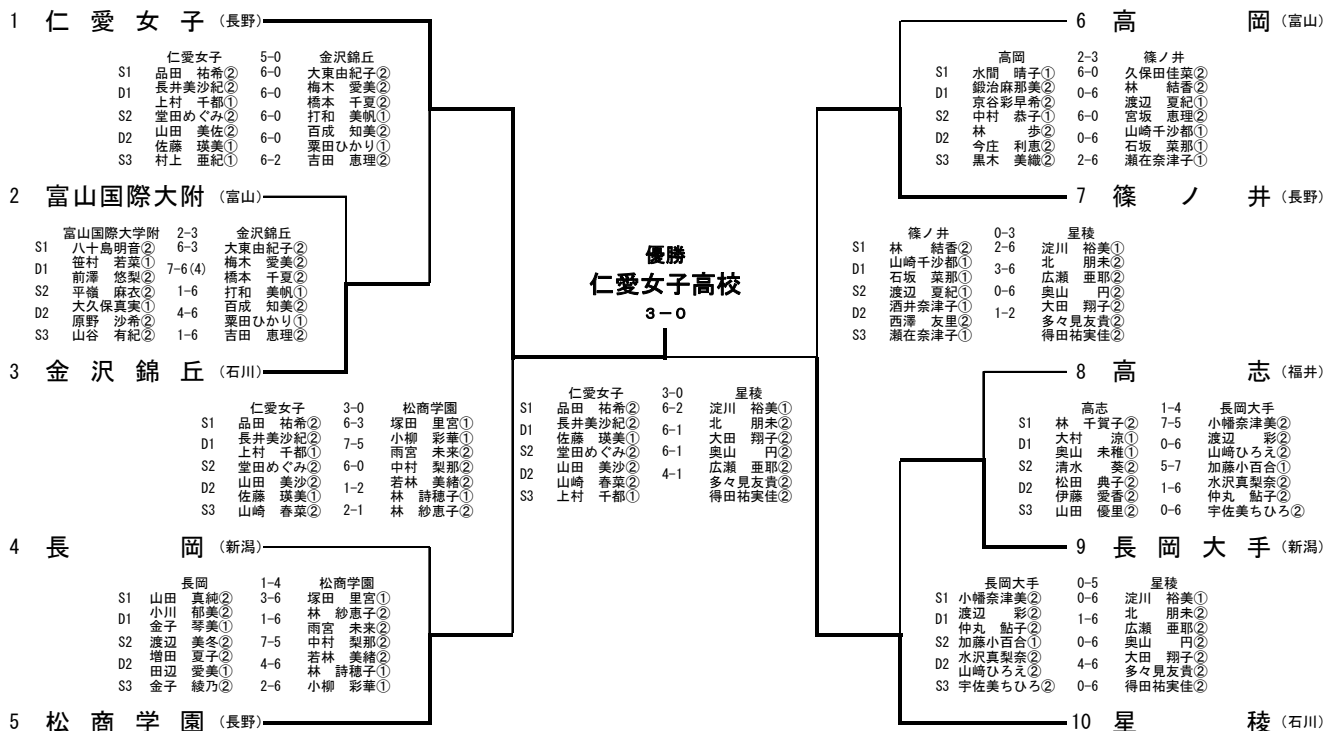 1 仁愛女子 (長野)
仁愛女子 5-0 金沢錦丘
S1 品田 祐希② 6-0 大東由紀子②
D1 長井美沙紀② 上村 千都① 6-0 梅木 愛美② 橋本 千夏②
S2 堂田めぐみ② 6-0 打和 美帆①
D2 山田 美佐② 佐藤 瑛美① 6-0 百成 知美② 粟田ひかり①
S3 村上 亜紀① 6-2 吉田 恵理②
2 富山国際大附 (富山)
富山国際大学附 2-3 金沢錦丘
S1 八十島明音② 6-3 大東由紀子②
D1 笹村 若菜① 前澤 悠梨② 7-6(4) 梅木 愛美② 橋本 千夏②
S2 平嶺 麻衣② 1-6 打和 美帆①
D2 大久保真実① 原野 沙希② 4-6 百成 知美② 粟田ひかり①
S3 山谷 有紀② 1-6 吉田 恵理②
3 金沢錦丘 (石川)
仁愛女子 3-0 松商学園
S1 品田 祐希② 6-3 塚田 里宮①
D1 長井美沙紀② 上村 千都① 7-5 小柳 彩華① 雨宮 未来②
S2 堂田めぐみ② 6-0 中村 梨那②
D2 山田 美沙② 佐藤 瑛美① 1-2 若林 美緒② 林 詩穂子①
S3 山崎 春菜② 2-1 林 紗恵子②
4 長岡 (新潟)
長岡 1-4 松商学園
S1 山田 真純② 3-6 塚田 里宮①
D1 小川 郁美② 金子 琴美① 1-6 林 紗恵子② 雨宮 未来②
S2 渡辺 美冬② 7-5 中村 梨那②
D2 増田 夏子② 田辺 愛美① 4-6 若林 美緒② 林 詩穂子①
S3 金子 綾乃② 2-6 小柳 彩華①
5 松商学園 (長野)
優勝
仁愛女子高校
3-0
仁愛女子 3-0 星稜
S1 品田 祐希② 6-2 淀川 裕美①
D1 長井美沙紀② 佐藤 瑛美① 6-1 北 朋未② 大田 翔子②
S2 堂田めぐみ② 6-1 奥山 円②
D2 山田 美沙② 山崎 春菜② 4-1 広瀬 亜耶② 多々見友貴②
S3 上村 千都① 得田祐実佳②
6 高岡 (富山)
高岡 2-3 篠ノ井
S1 水間 晴子① 6-0 久保田佳菜②
D1 鍛治麻那美② 京谷彩早希② 0-6 林 結香② 渡辺 夏紀①
S2 中村 恭子① 6-0 宮坂 恵理②
D2 林 歩② 今庄 利恵② 0-6 山崎千沙都① 石坂 菜那①
S3 黒木 美織② 2-6 瀬在奈津子①
7 篠ノ井 (長野)
篠ノ井 0-3 星稜
S1 林 結香② 2-6 淀川 裕美①
D1 山崎千沙都① 石坂 菜那① 3-6 北 朋未② 広瀬 亜耶②
S2 渡辺 夏紀① 0-6 奥山 円②
D2 酒井奈津子① 西澤 友里② 1-2 大田 翔子② 多々見友貴②
S3 瀬在奈津子① 得田祐実佳②
8 高志 (福井)
高志 1-4 長岡大手
S1 林 千賀子② 7-5 小幡奈津美②
D1 大村 涼① 奥山 未稚① 0-6 渡辺 彩② 山﨑ひろえ②
S2 清水 葵② 5-7 加藤小百合①
D2 松田 典子② 伊藤 愛香② 1-6 水沢真梨奈② 仲丸 鮎子②
S3 山田 優里② 0-6 宇佐美ちひろ②
9 長岡大手 (新潟)
長岡大手 0-5 星稜
S1 小幡奈津美② 0-6 淀川 裕美①
D1 渡辺 彩② 仲丸 鮎子② 1-6 北 朋未② 広瀬 亜耶②
S2 加藤小百合① 0-6 奥山 円②
D2 水沢真梨奈② 山﨑ひろえ② 4-6 大田 翔子② 多々見友貴②
S3 宇佐美ちひろ② 0-6 得田祐実佳②
10 星稜 (石川)